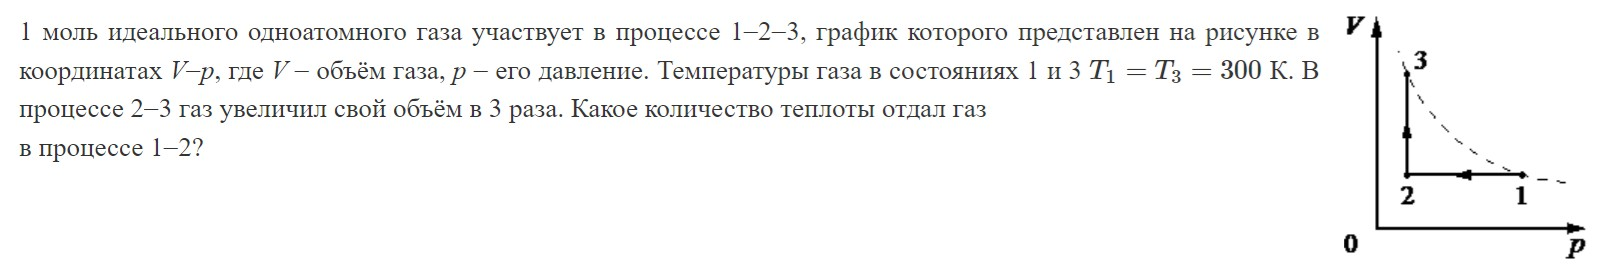 1 моль идеального одноатомного газа участвует в процессе 1–2–3, график которого представлен на рисунке в
координатах V–p, где V – объём газа, p – его давление. Температуры газа в состояниях 1 и 3 T₁ = T₃ = 300 К. В
процессе 2–3 газ увеличил свой объём в 3 раза. Какое количество теплоты отдал газ
в процессе 1–2?
V
3
2
1
0
p